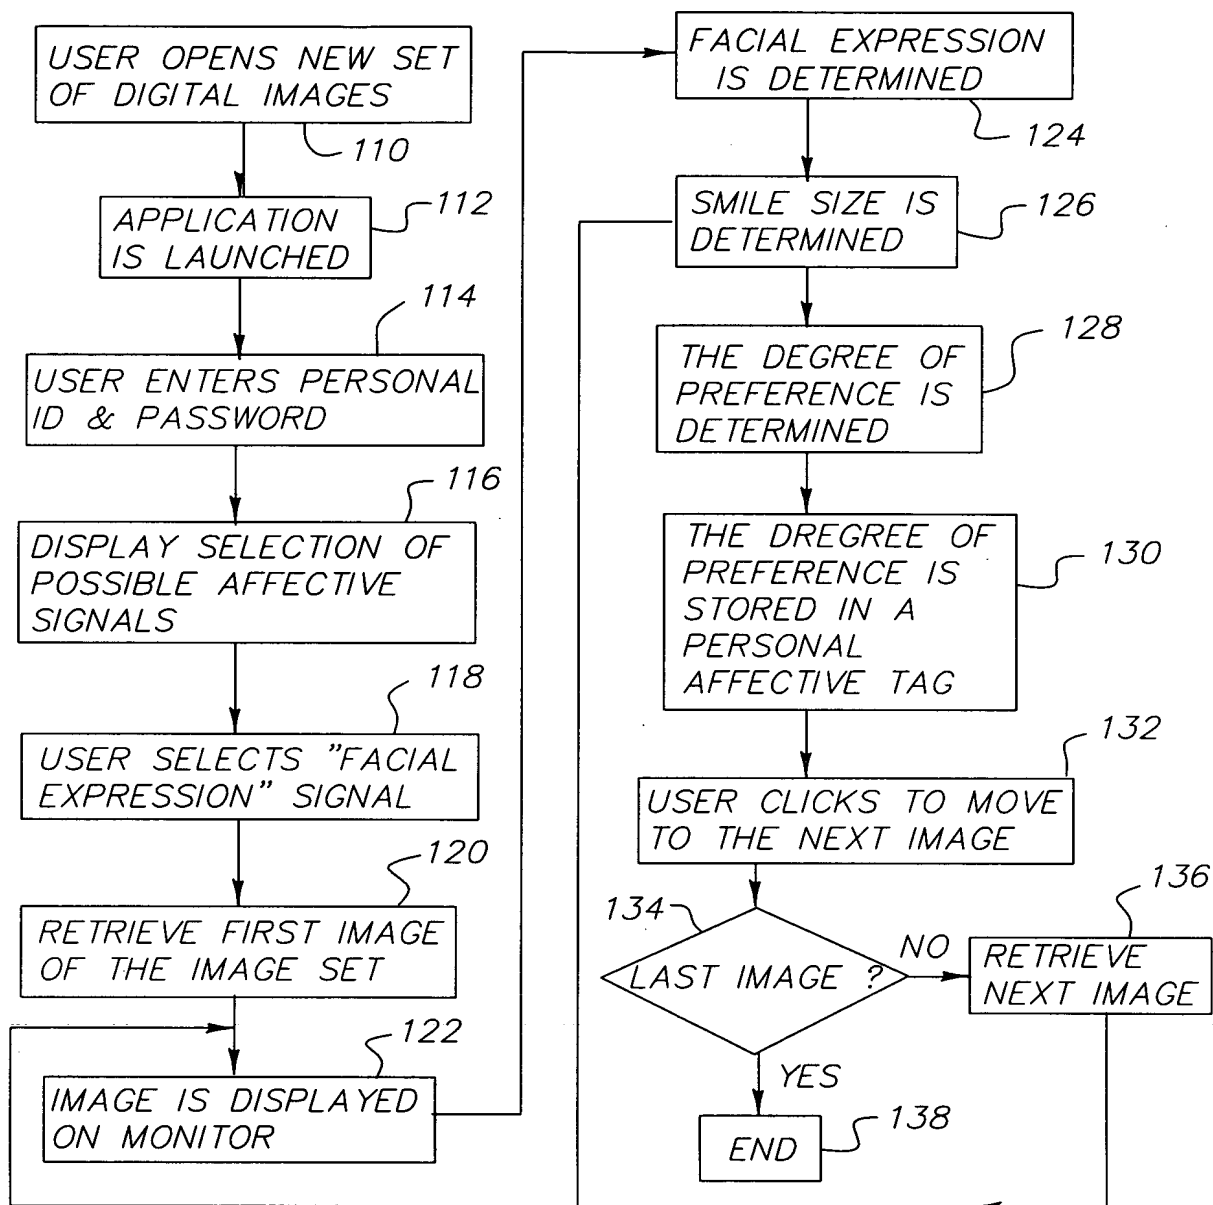 USER OPENS NEW SET
OF DIGITAL IMAGES
110
APPLICATION
IS LAUNCHED
112
114
USER ENTERS PERSONAL
ID & PASSWORD
116
DISPLAY SELECTION OF
POSSIBLE AFFECTIVE
SIGNALS
118
USER SELECTS "FACIAL
EXPRESSION" SIGNAL
120
RETRIEVE FIRST IMAGE
OF THE IMAGE SET
122
IMAGE IS DISPLAYED
ON MONITOR
FACIAL EXPRESSION
IS DETERMINED
124
SMILE SIZE IS
DETERMINED
126
128
THE DEGREE OF
PREFERENCE IS
DETERMINED
THE DREGREE OF
PREFERENCE IS
STORED IN A
PERSONAL
AFFECTIVE TAG
130
132
USER CLICKS TO MOVE
TO THE NEXT IMAGE
134
LAST IMAGE ?
NO
136
RETRIEVE
NEXT IMAGE
YES
END
138